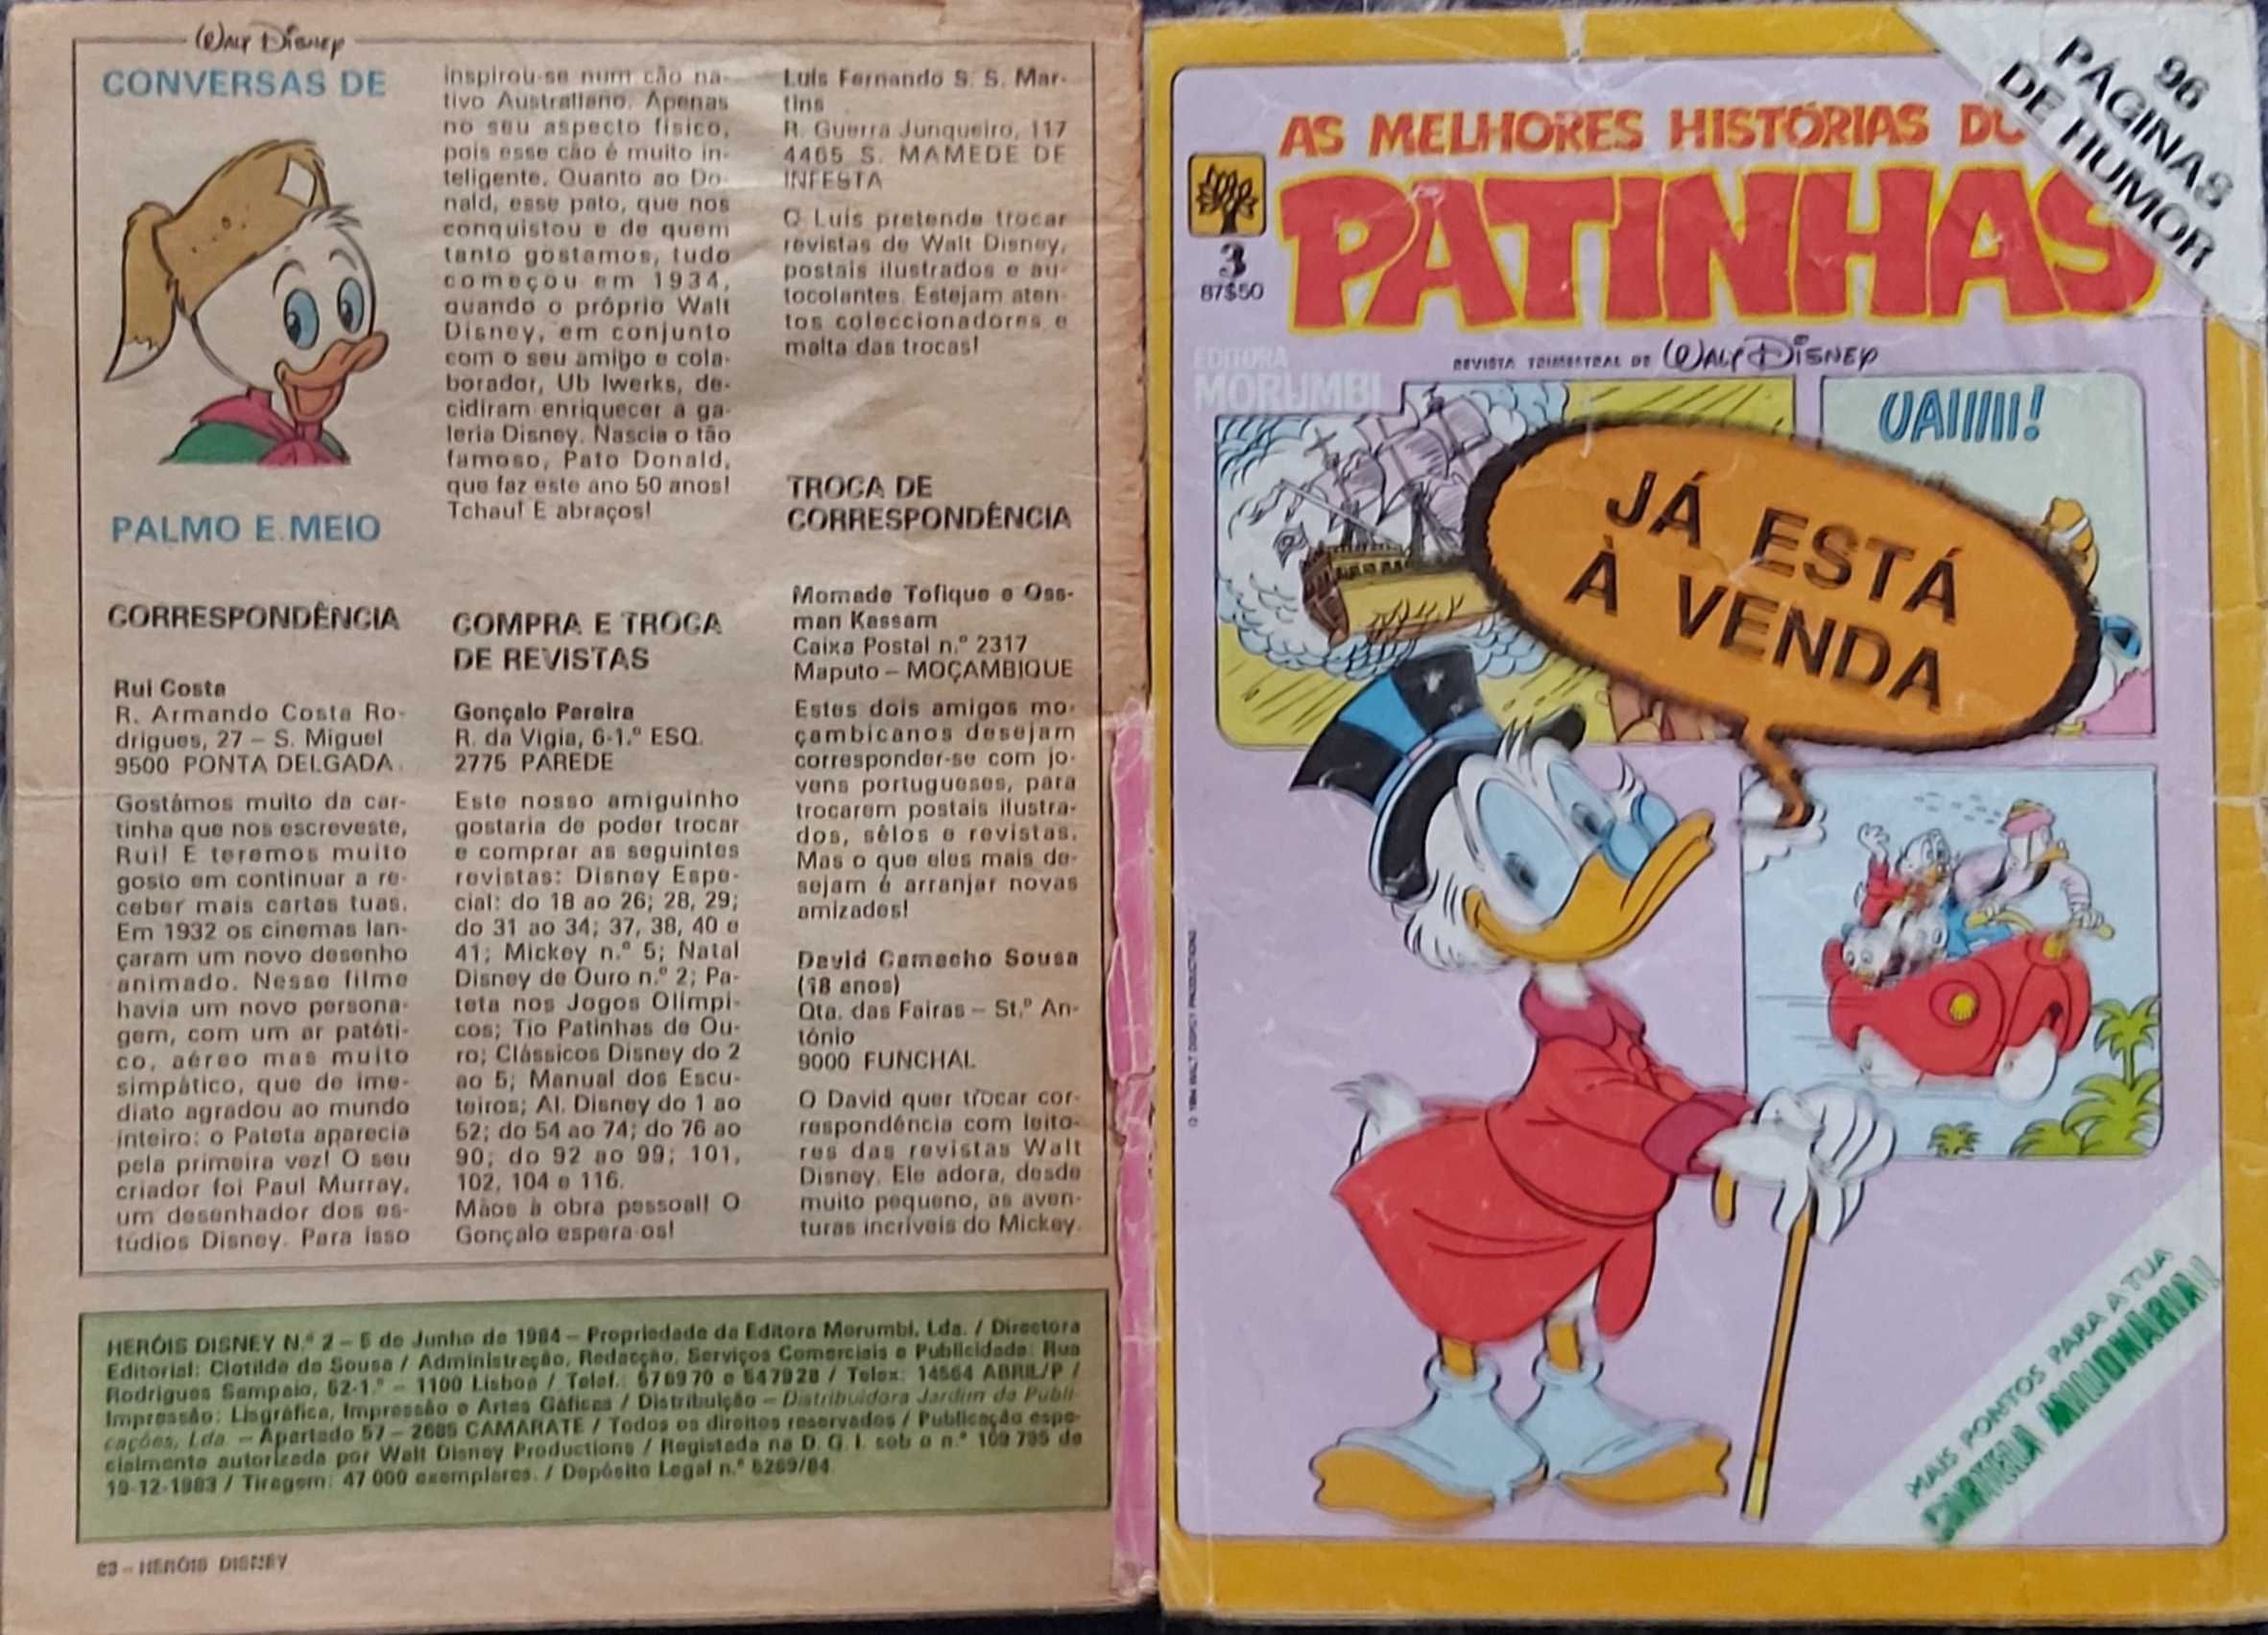 Walt Disney
CONVERSAS DE
PALMO E MEIO
CORRESPONDÊNCIA
Rui Costa
R. Armando Costa Ro-
drigues, 27 – S. Miguel
9500 PONTA DELGADA
Gostámos muito da car-
tinha que nos escreveste,
Rui! E teremos muito
gosto em continuar a re-
ceber mais cartas tuas.
Em 1932 os cinemas lan-
çaram um novo desenho
animado. Nesse filme
havia um novo persona-
gem, com um ar patéti-
co, aéreo mas muito
simpático, que de ime-
diato agradou ao mundo
inteiro: o Pateta aparecia
pela primeira vez! O seu
criador foi Paul Murray,
um desenhador dos es-
túdios Disney. Para isso
inspirou-se num cão na-
tivo Australiano. Apenas
no seu aspecto físico,
pois esse cão é muito in-
teligente. Quanto ao Do-
nald, esse pato, que nos
conquistou e de quem
tanto gostamos, tudo
começou em 1934,
quando o próprio Walt
Disney, em conjunto
com o seu amigo e cola-
borador, Ub Iwerks, de-
cidiram enriquecer a ga-
leria Disney. Nascia o tão
famoso, Pato Donald,
que faz este ano 50 anos!
Tchau! E abraços!
COMPRA E TROCA
DE REVISTAS
Gonçalo Pereira
R. da Vigia, 6-1.º ESQ.
2775 PAREDE
Este nosso amiguinho
gostaria de poder trocar
e comprar as seguintes
revistas: Disney Espe-
cial: do 18 ao 26; 28, 29;
do 31 ao 34; 37, 38, 40 e
41; Mickey n.º 5; Natal
Disney de Ouro n.º 2; Pa-
teta nos Jogos Olímpi-
cos; Tio Patinhas de Ou-
ro; Clássicos Disney do 2
ao 5; Manual dos Escu-
teiros; Al. Disney do 1 ao
52; do 54 ao 74; do 76 ao
90; do 92 ao 99; 101,
102, 104 e 116.
Mãos à obra pessoal! O
Gonçalo espera-os!
Luís Fernando S. S. Mar-
tins
R. Guerra Junqueiro, 117
4465 S. MAMEDE DE
INFESTA
O Luís pretende trocar
revistas de Walt Disney,
postais ilustrados e au-
tocolantes. Estejam aten-
tos coleccionadores e
malta das trocas!
TROCA DE
CORRESPONDÊNCIA
Momade Tofique e Oss-
man Kassam
Caixa Postal n.º 2317
Maputo – MOÇAMBIQUE
Estes dois amigos mo-
çambicanos desejam
corresponder-se com jo-
vens portugueses, para
trocarem postais ilustra-
dos, sêlos e revistas.
Mas o que eles mais de-
sejam é arranjar novas
amizades!
David Camacho Sousa
(18 anos)
Qta. das Fairas – St.º An-
tónio
9000 FUNCHAL
O David quer trocar cor-
respondência com leito-
res das revistas Walt
Disney. Ele adora, desde
muito pequeno, as aven-
turas incríveis do Mickey.
HERÓIS DISNEY N.º 2 – 5 de Junho de 1984 – Propriedade da Editora Morumbi, Lda. / Directora
Editorial: Clotilde de Sousa / Administração, Redacção, Serviços Comerciais e Publicidade: Rua
Rodrigues Sampaio, 52-1.º – 1100 Lisboa / Telef.: 576970 e 547928 / Telex: 14564 ABRIL/P /
Impressão: Lisgráfica, Impressão e Artes Gáficas / Distribuição – Distribuidora Jardim da Publi-
cações, Lda. – Apartado 57 – 2685 CAMARATE / Todos os direitos reservados / Publicação espe-
cialmente autorizada por Walt Disney Productions / Registada na D. G. I. sob o n.º 109 795 de
19-12-1983 / Tiragem: 47 000 exemplares. / Depósito Legal n.º 5289/84
- HERÓIS DISNEY
96
PÁGINAS
DE HUMOR
AS MELHORES HISTÓRIAS DO
PATINHAS
3
87$50
EDITORA
MORUMBI
REVISTA TRIMESTRAL DE Walt Disney
UAIIIII!
JÁ ESTÁ
À VENDA
© 1984 WALT DISNEY PRODUCTIONS
MAIS PONTOS PARA A TUA
CARTELA MILIONÁRIA!